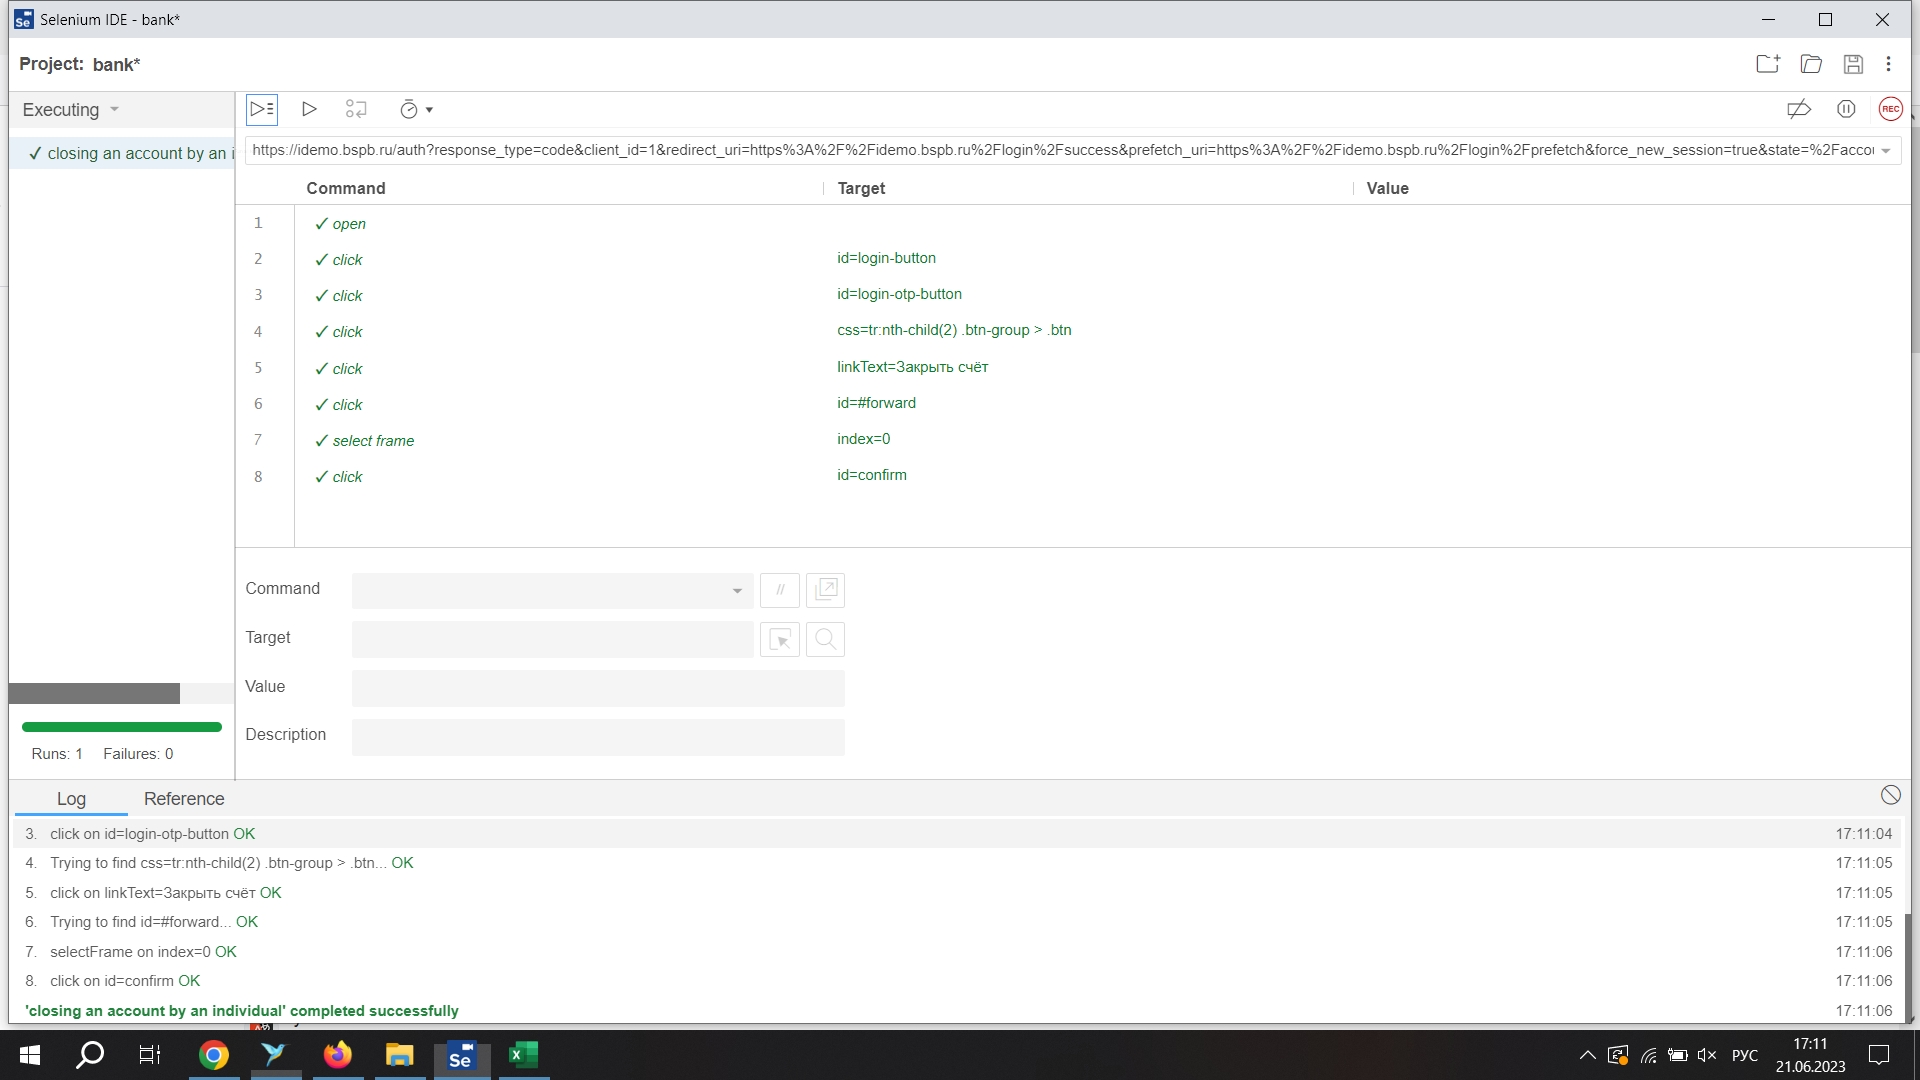 Selenium IDE - bank*
Project: bank*
Executing
✓ closing an account by an i
https://idemo.bspb.ru/auth?response_type=code&client_id=1&redirect_uri=https%3A%2F%2Fidemo.bspb.ru%2Flogin%2Fsuccess&prefetch_uri=https%3A%2F%2Fidemo.bspb.ru%2Flogin%2Fprefetch&force_new_session=true&state=%2Faccou
REC
Command Target Value
1 ✓ open
2 ✓ click id=login-button
3 ✓ click id=login-otp-button
4 ✓ click css=tr:nth-child(2) .btn-group > .btn
5 ✓ click linkText=Закрыть счёт
6 ✓ click id=#forward
7 ✓ select frame index=0
8 ✓ click id=confirm
Command //
Target
Value
Description
Runs: 1 Failures: 0
Log Reference
3. click on id=login-otp-button OK 17:11:04
4. Trying to find css=tr:nth-child(2) .btn-group > .btn... OK 17:11:05
5. click on linkText=Закрыть счёт OK 17:11:05
6. Trying to find id=#forward... OK 17:11:05
7. selectFrame on index=0 OK 17:11:06
8. click on id=confirm OK 17:11:06
'closing an account by an individual' completed successfully 17:11:06
Se
РУС
17:11
21.06.2023